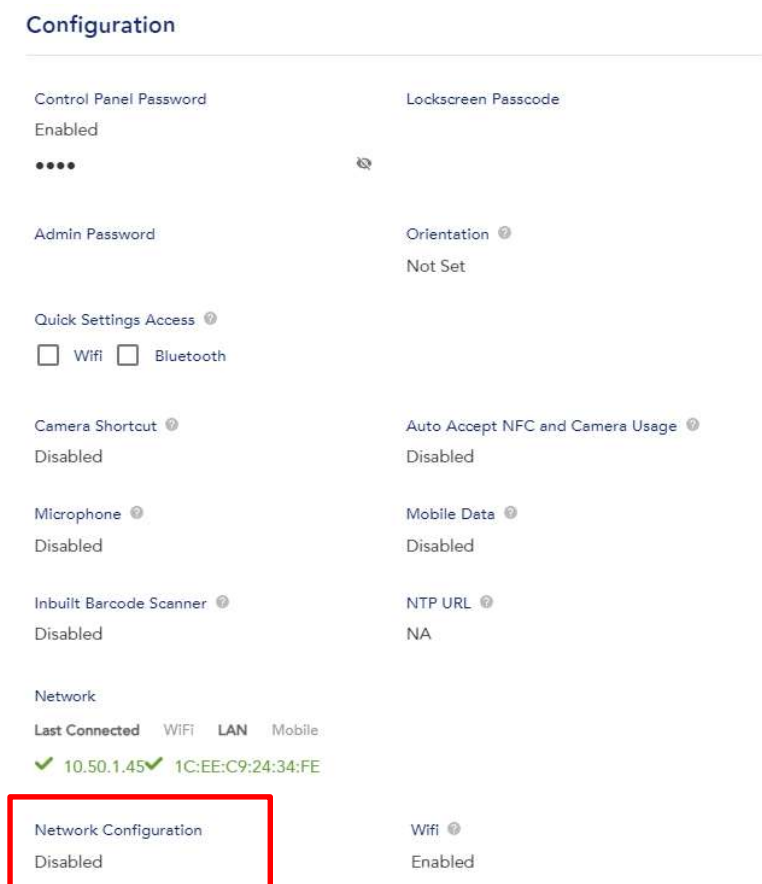 Configuration
Control Panel Password
Lockscreen Passcode
Enabled
••••
Admin Password
Orientation
Not Set
Quick Settings Access
Wifi Bluetooth
Camera Shortcut
Auto Accept NFC and Camera Usage
Disabled
Disabled
Microphone
Mobile Data
Disabled
Disabled
Inbuilt Barcode Scanner
NTP URL
Disabled
NA
Network
Last Connected WiFi LAN Mobile
10.50.1.45 1C:EE:C9:24:34:FE
Network Configuration
Wifi
Disabled
Enabled